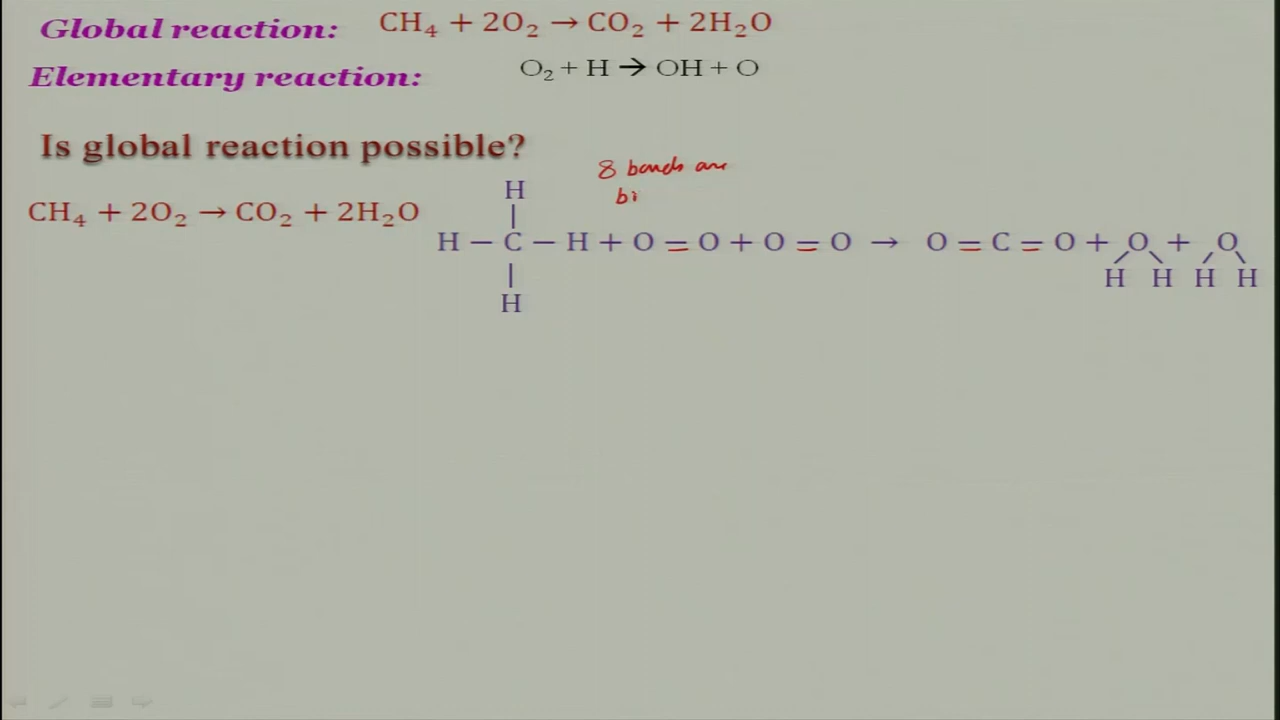 Global reaction: CH₄ + 2O₂ → CO₂ + 2H₂O
Elementary reaction: O₂ + H → OH + O
Is global reaction possible?
8 bonds are
CH₄ + 2O₂ → CO₂ + 2H₂O
H
|
H — C — H + O = O + O = O → O = C = O + O + O
|
H H H H
H